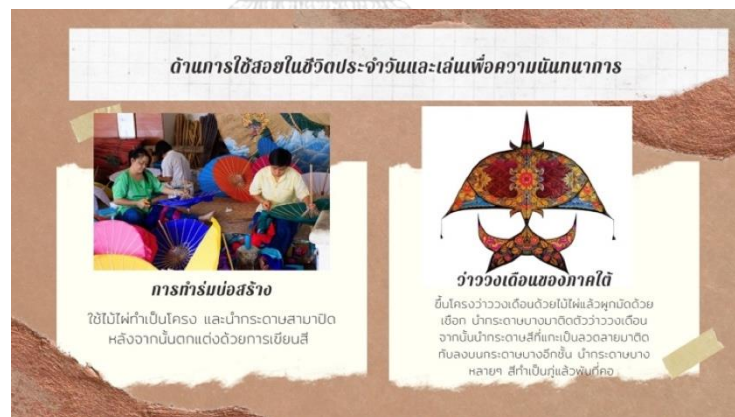 ด้านการใช้สอยในชีวิตประจำวันและเล่นเพื่อความนันทนาการ
การทำร่มบ่อสร้าง
ใช้ไม้ไผ่ทำเป็นโครง และนำกระดาษสามาปิด
หลังจากนั้นตกแต่งด้วยการเขียนสี
ว่าววงเดือนของภาคใต้
ขึ้นโครงว่าววงเดือนด้วยไม้ไผ่แล้วผูกมัดด้วย
เชือก นำกระดาษบางมาติดตัวว่าววงเดือน
จากนั้นนำกระดาษสีที่แกะเป็นลวดลายมาติด
ทับลงบนกระดาษบางอีกชั้น นำกระดาษบาง
หลายๆ สีทำเป็นภู่แล้วพันที่คอ